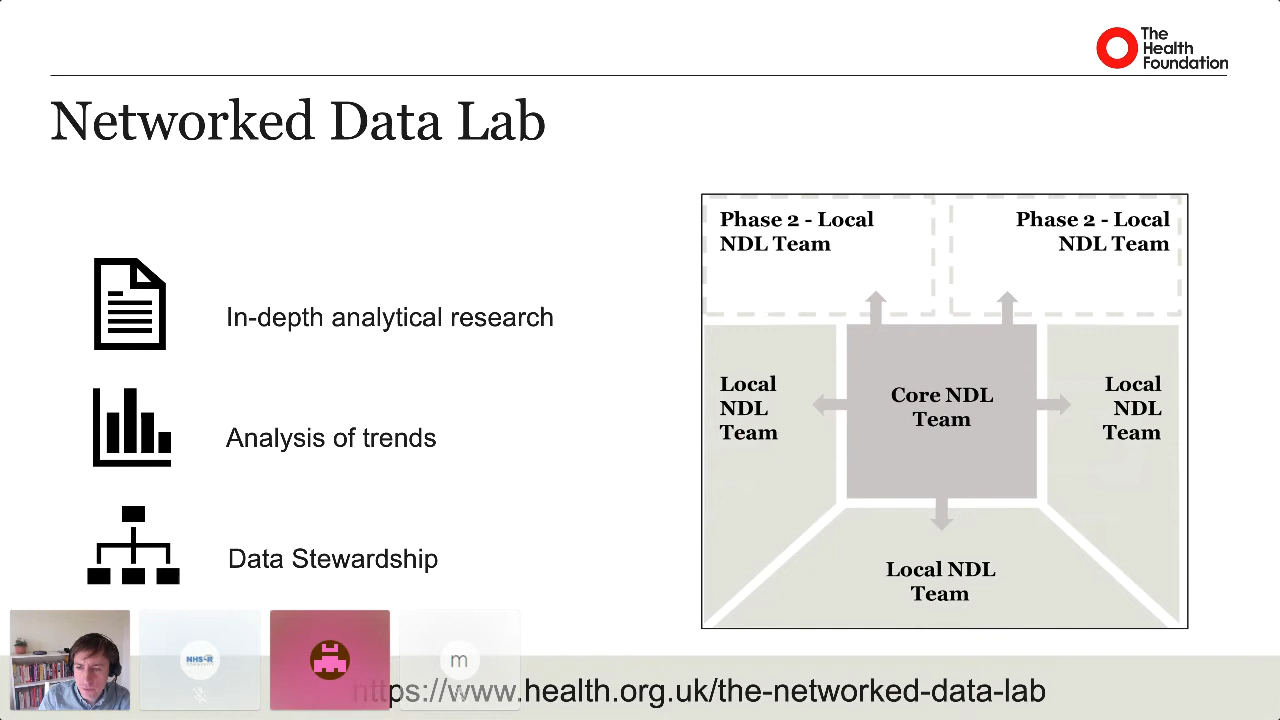 The
Health
Foundation
Networked Data Lab
In-depth analytical research
Analysis of trends
Data Stewardship
Phase 2 - Local
NDL Team
Phase 2 - Local
NDL Team
Local
NDL
Team
Core NDL
Team
Local
NDL
Team
Local NDL
Team
NHS-R
m
https://www.health.org.uk/the-networked-data-lab